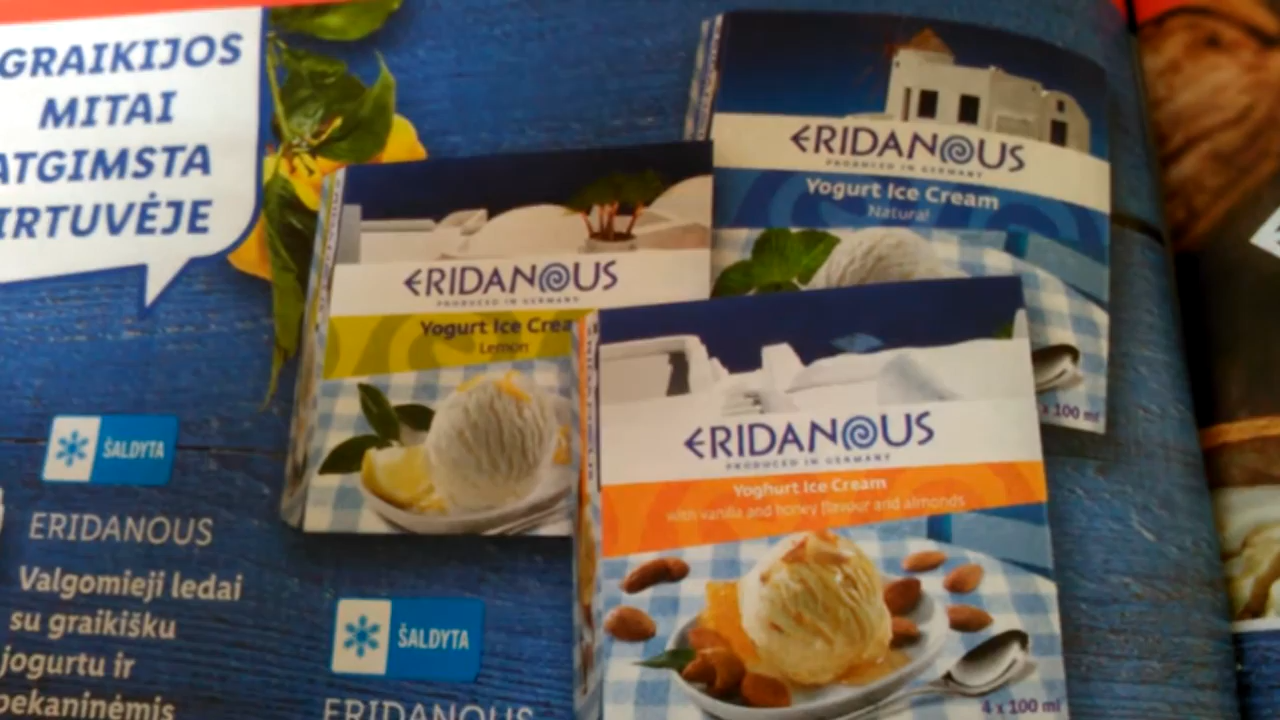 GRAIKIJOS
MITAI
ATGIMSTA
IRTUVĖJE
ERIDANOUS
PRODUCED IN GERMANY
Yogurt Ice Cream
Natural
x 100 ml
ERIDANOUS
PRODUCED IN GERMANY
Yogurt Ice Crea
Lemon
ERIDANOUS
PRODUCED IN GERMANY
Yoghurt Ice Cream
with vanilla and honey flavour and almonds
4 x 100 ml
ŠALDYTA
ERIDANOUS
Valgomieji ledai
su graikišku
jogurtu ir
pekaninėmis
ŠALDYTA
ERIDANOUS